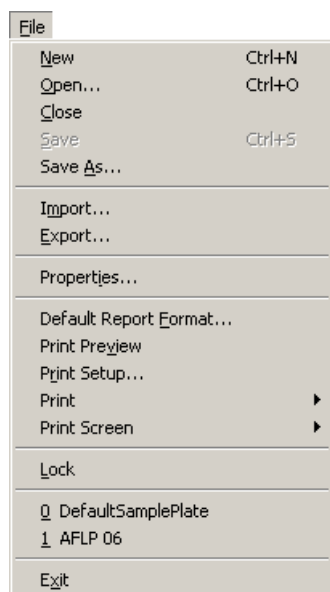 File
New Ctrl+N
Open... Ctrl+O
Close
Save Ctrl+S
Save As...
Import...
Export...
Properties...
Default Report Format...
Print Preview
Print Setup...
Print
Print Screen
Lock
0 DefaultSamplePlate
1 AFLP 06
Exit